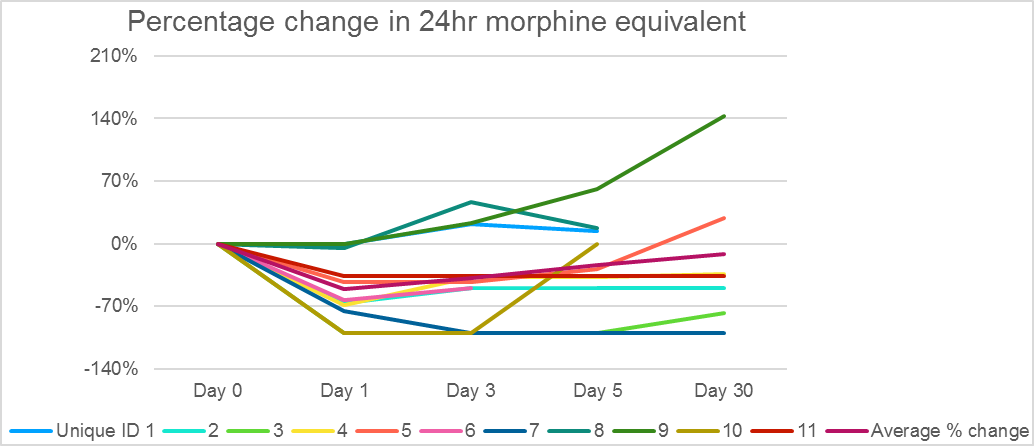 Percentage change in 24hr morphine equivalent
210%
140%
70%
0%
-70%
-140%
Day 0 Day 1 Day 3 Day 5 Day 30
Unique ID 1 2 3 4 5 6 7 8 9 10 11 Average % change